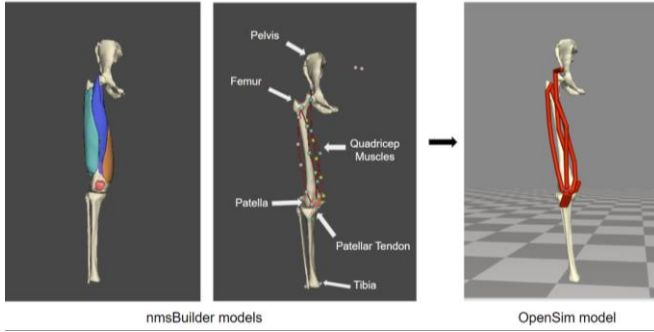 Pelvis
Femur
Quadricep
Muscles
Patella
Patellar Tendon
Tibia
nmsBuilder models
OpenSim model